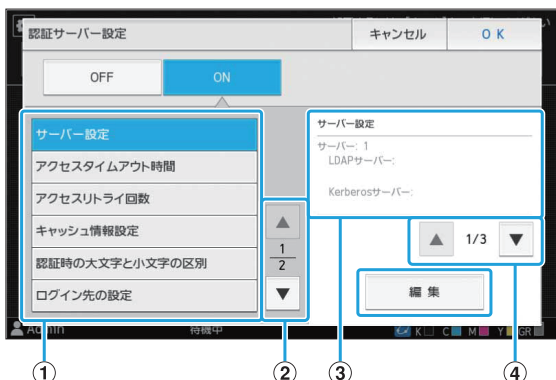 認証サーバー設定
キャンセル
OK
OFF
ON
サーバー設定
アクセスタイムアウト時間
アクセスリトライ回数
キャッシュ情報設定
認証時の大文字と小文字の区別
ログイン先の設定
▲
1
2
▼
サーバー設定
サーバー: 1
LDAPサーバー:
Kerberosサーバー:
▲ 1/3 ▼
編集
Admin
待機中
K C M Y GR
① ② ③ ④